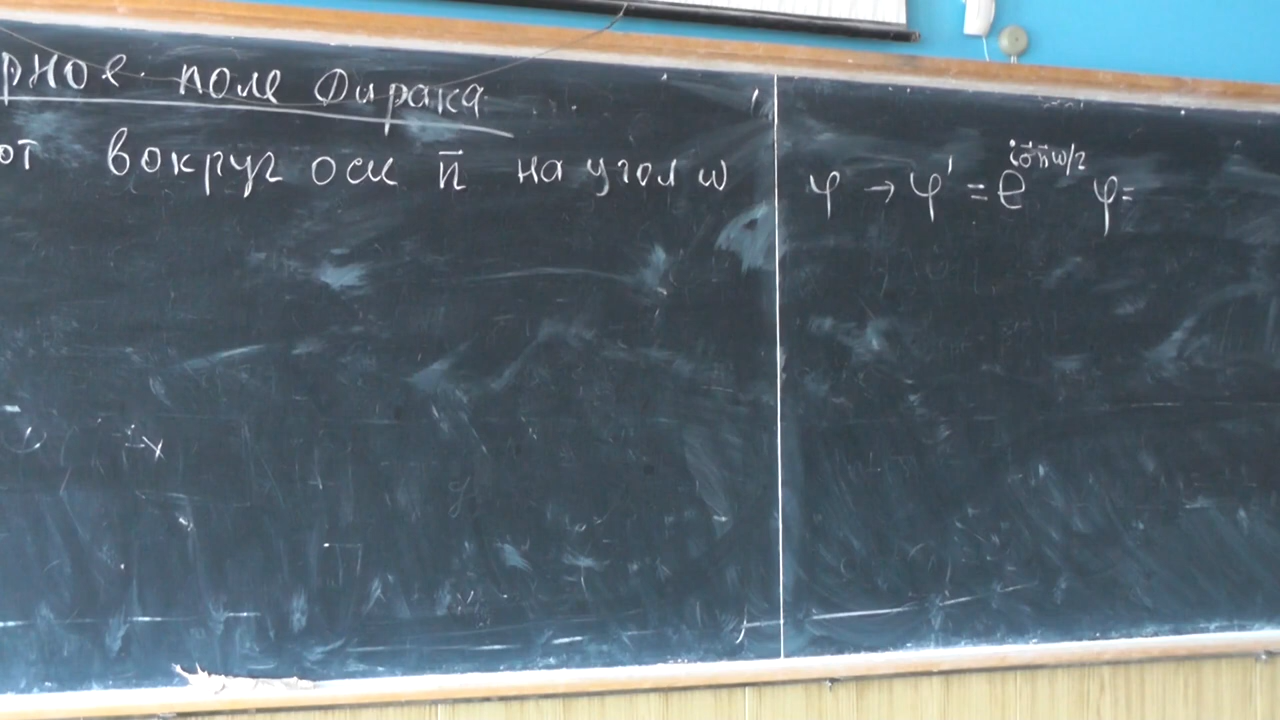 рное поле Дирака
от вокруг оси n⃗ на угол ω
φ → φ' = e^{iσ⃗n⃗ω/2} φ=